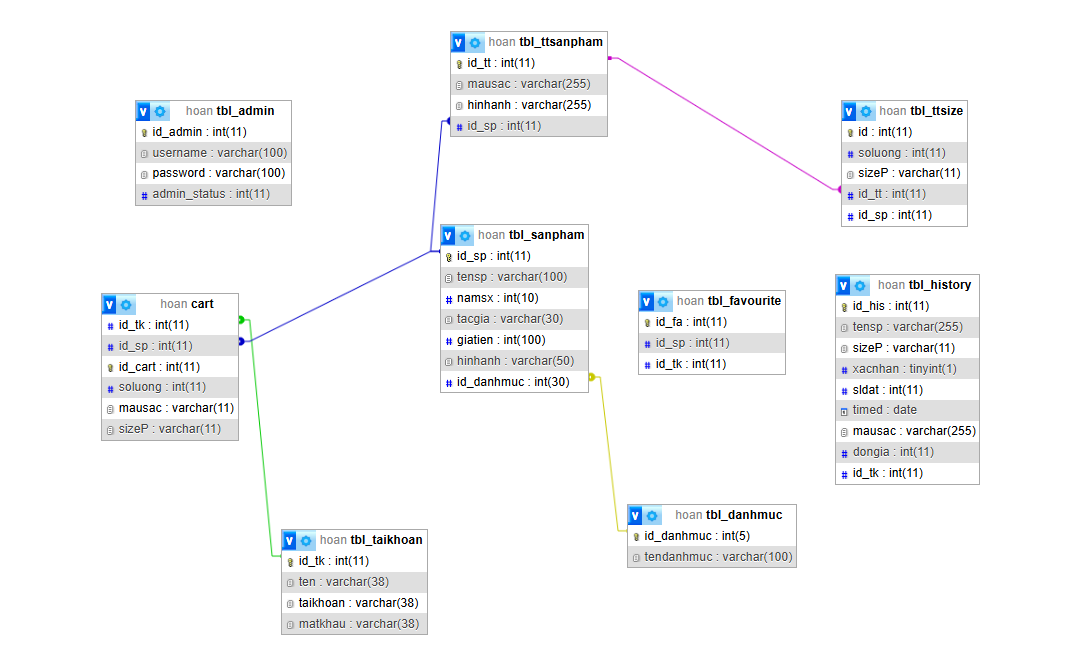 hoan tbl_ttsanpham
id_tt : int(11)
mausac : varchar(255)
hinhanh : varchar(255)
id_sp : int(11)
hoan tbl_admin
id_admin : int(11)
username : varchar(100)
password : varchar(100)
admin_status : int(11)
hoan tbl_ttsize
id : int(11)
soluong : int(11)
sizeP : varchar(11)
id_tt : int(11)
id_sp : int(11)
hoan tbl_sanpham
id_sp : int(11)
tensp : varchar(100)
namsx : int(10)
tacgia : varchar(30)
giatien : int(100)
hinhanh : varchar(50)
id_danhmuc : int(30)
hoan cart
id_tk : int(11)
id_sp : int(11)
id_cart : int(11)
soluong : int(11)
mausac : varchar(11)
sizeP : varchar(11)
hoan tbl_favourite
id_fa : int(11)
id_sp : int(11)
id_tk : int(11)
hoan tbl_history
id_his : int(11)
tensp : varchar(255)
sizeP : varchar(11)
xacnhan : tinyint(1)
sldat : int(11)
timed : date
mausac : varchar(255)
dongia : int(11)
id_tk : int(11)
hoan tbl_danhmuc
id_danhmuc : int(5)
tendanhmuc : varchar(100)
hoan tbl_taikhoan
id_tk : int(11)
ten : varchar(38)
taikhoan : varchar(38)
matkhau : varchar(38)